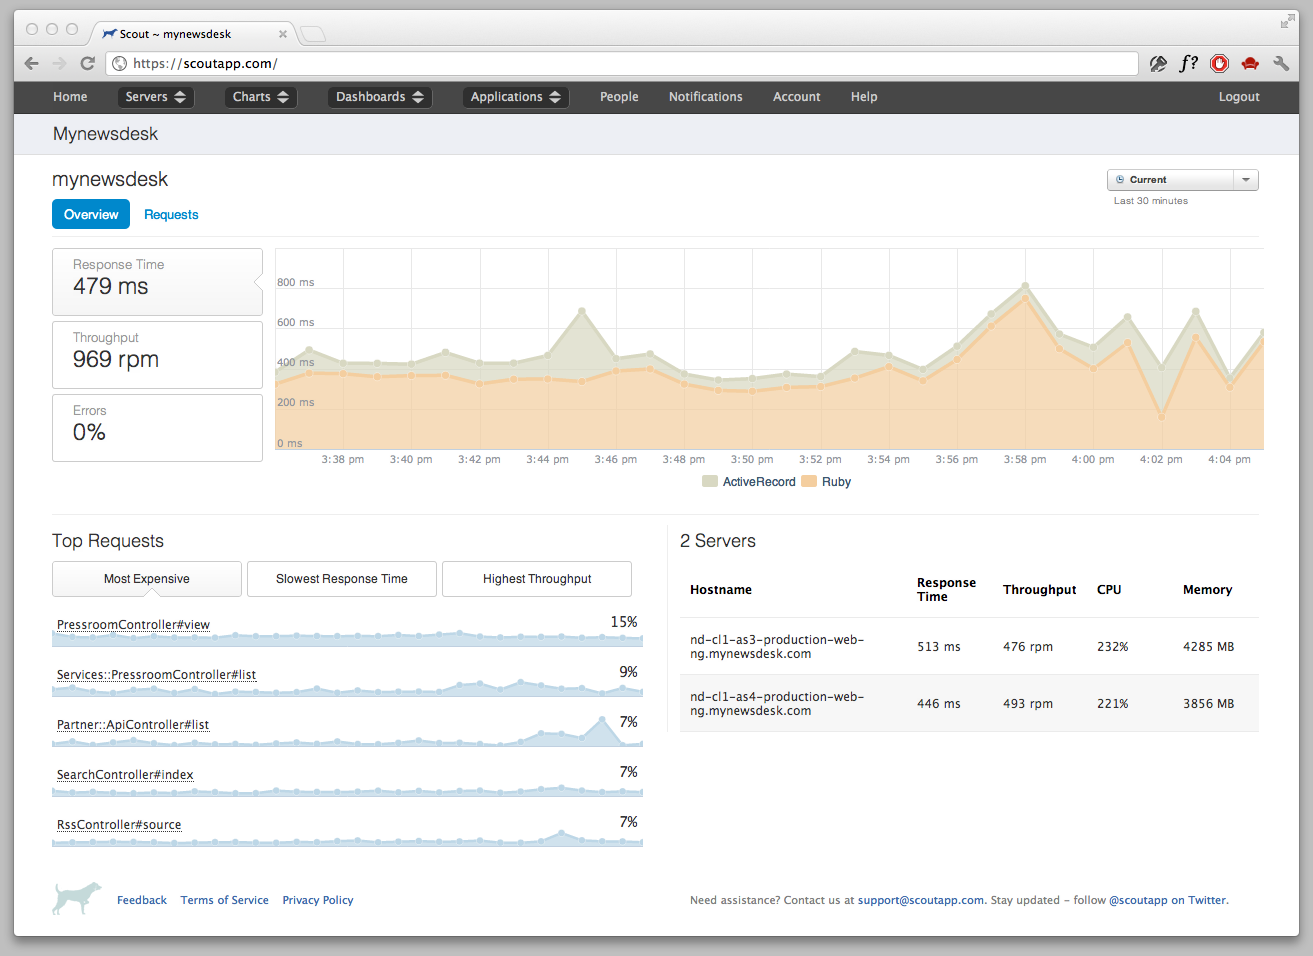 Scout ~ mynewsdesk
https://scoutapp.com/
f?
Home Servers Charts Dashboards Applications People Notifications Account Help Logout
Mynewsdesk
mynewsdesk
Current
Last 30 minutes
Overview Requests
Response Time
479 ms
Throughput
969 rpm
Errors
0%
800 ms
600 ms
400 ms
200 ms
0 ms
3:38 pm 3:40 pm 3:42 pm 3:44 pm 3:46 pm 3:48 pm 3:50 pm 3:52 pm 3:54 pm 3:56 pm 3:58 pm 4:00 pm 4:02 pm 4:04 pm
ActiveRecord Ruby
Top Requests
Most Expensive Slowest Response Time Highest Throughput
PressroomController#view 15%
Services::PressroomController#list 9%
Partner::ApiController#list 7%
SearchController#index 7%
RssController#source 7%
2 Servers
Hostname Response Time Throughput CPU Memory
nd-cl1-as3-production-web-
ng.mynewsdesk.com 513 ms 476 rpm 232% 4285 MB
nd-cl1-as4-production-web-
ng.mynewsdesk.com 446 ms 493 rpm 221% 3856 MB
Feedback Terms of Service Privacy Policy
Need assistance? Contact us at support@scoutapp.com. Stay updated – follow @scoutapp on Twitter.